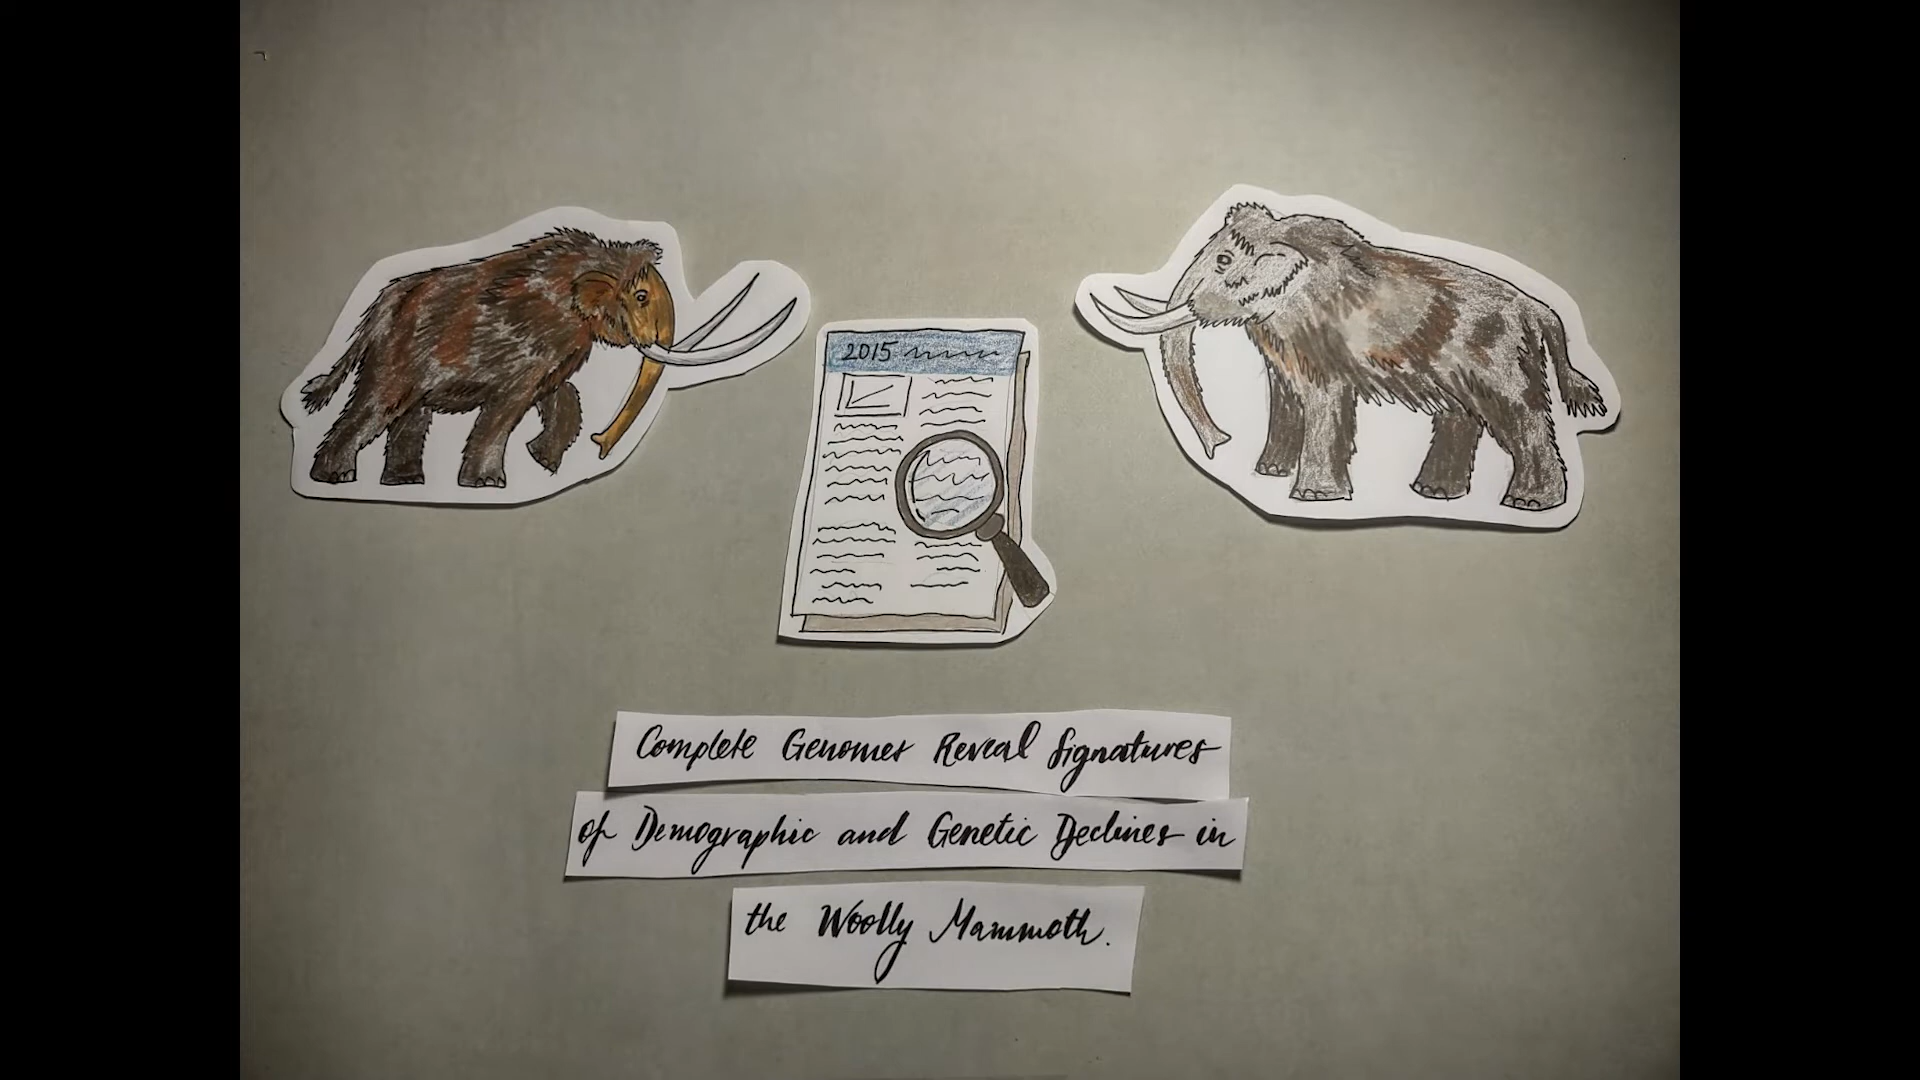 2015
Complete Genomes Reveal Signatures
of Demographic and Genetic Declines in
the Woolly Mammoth.